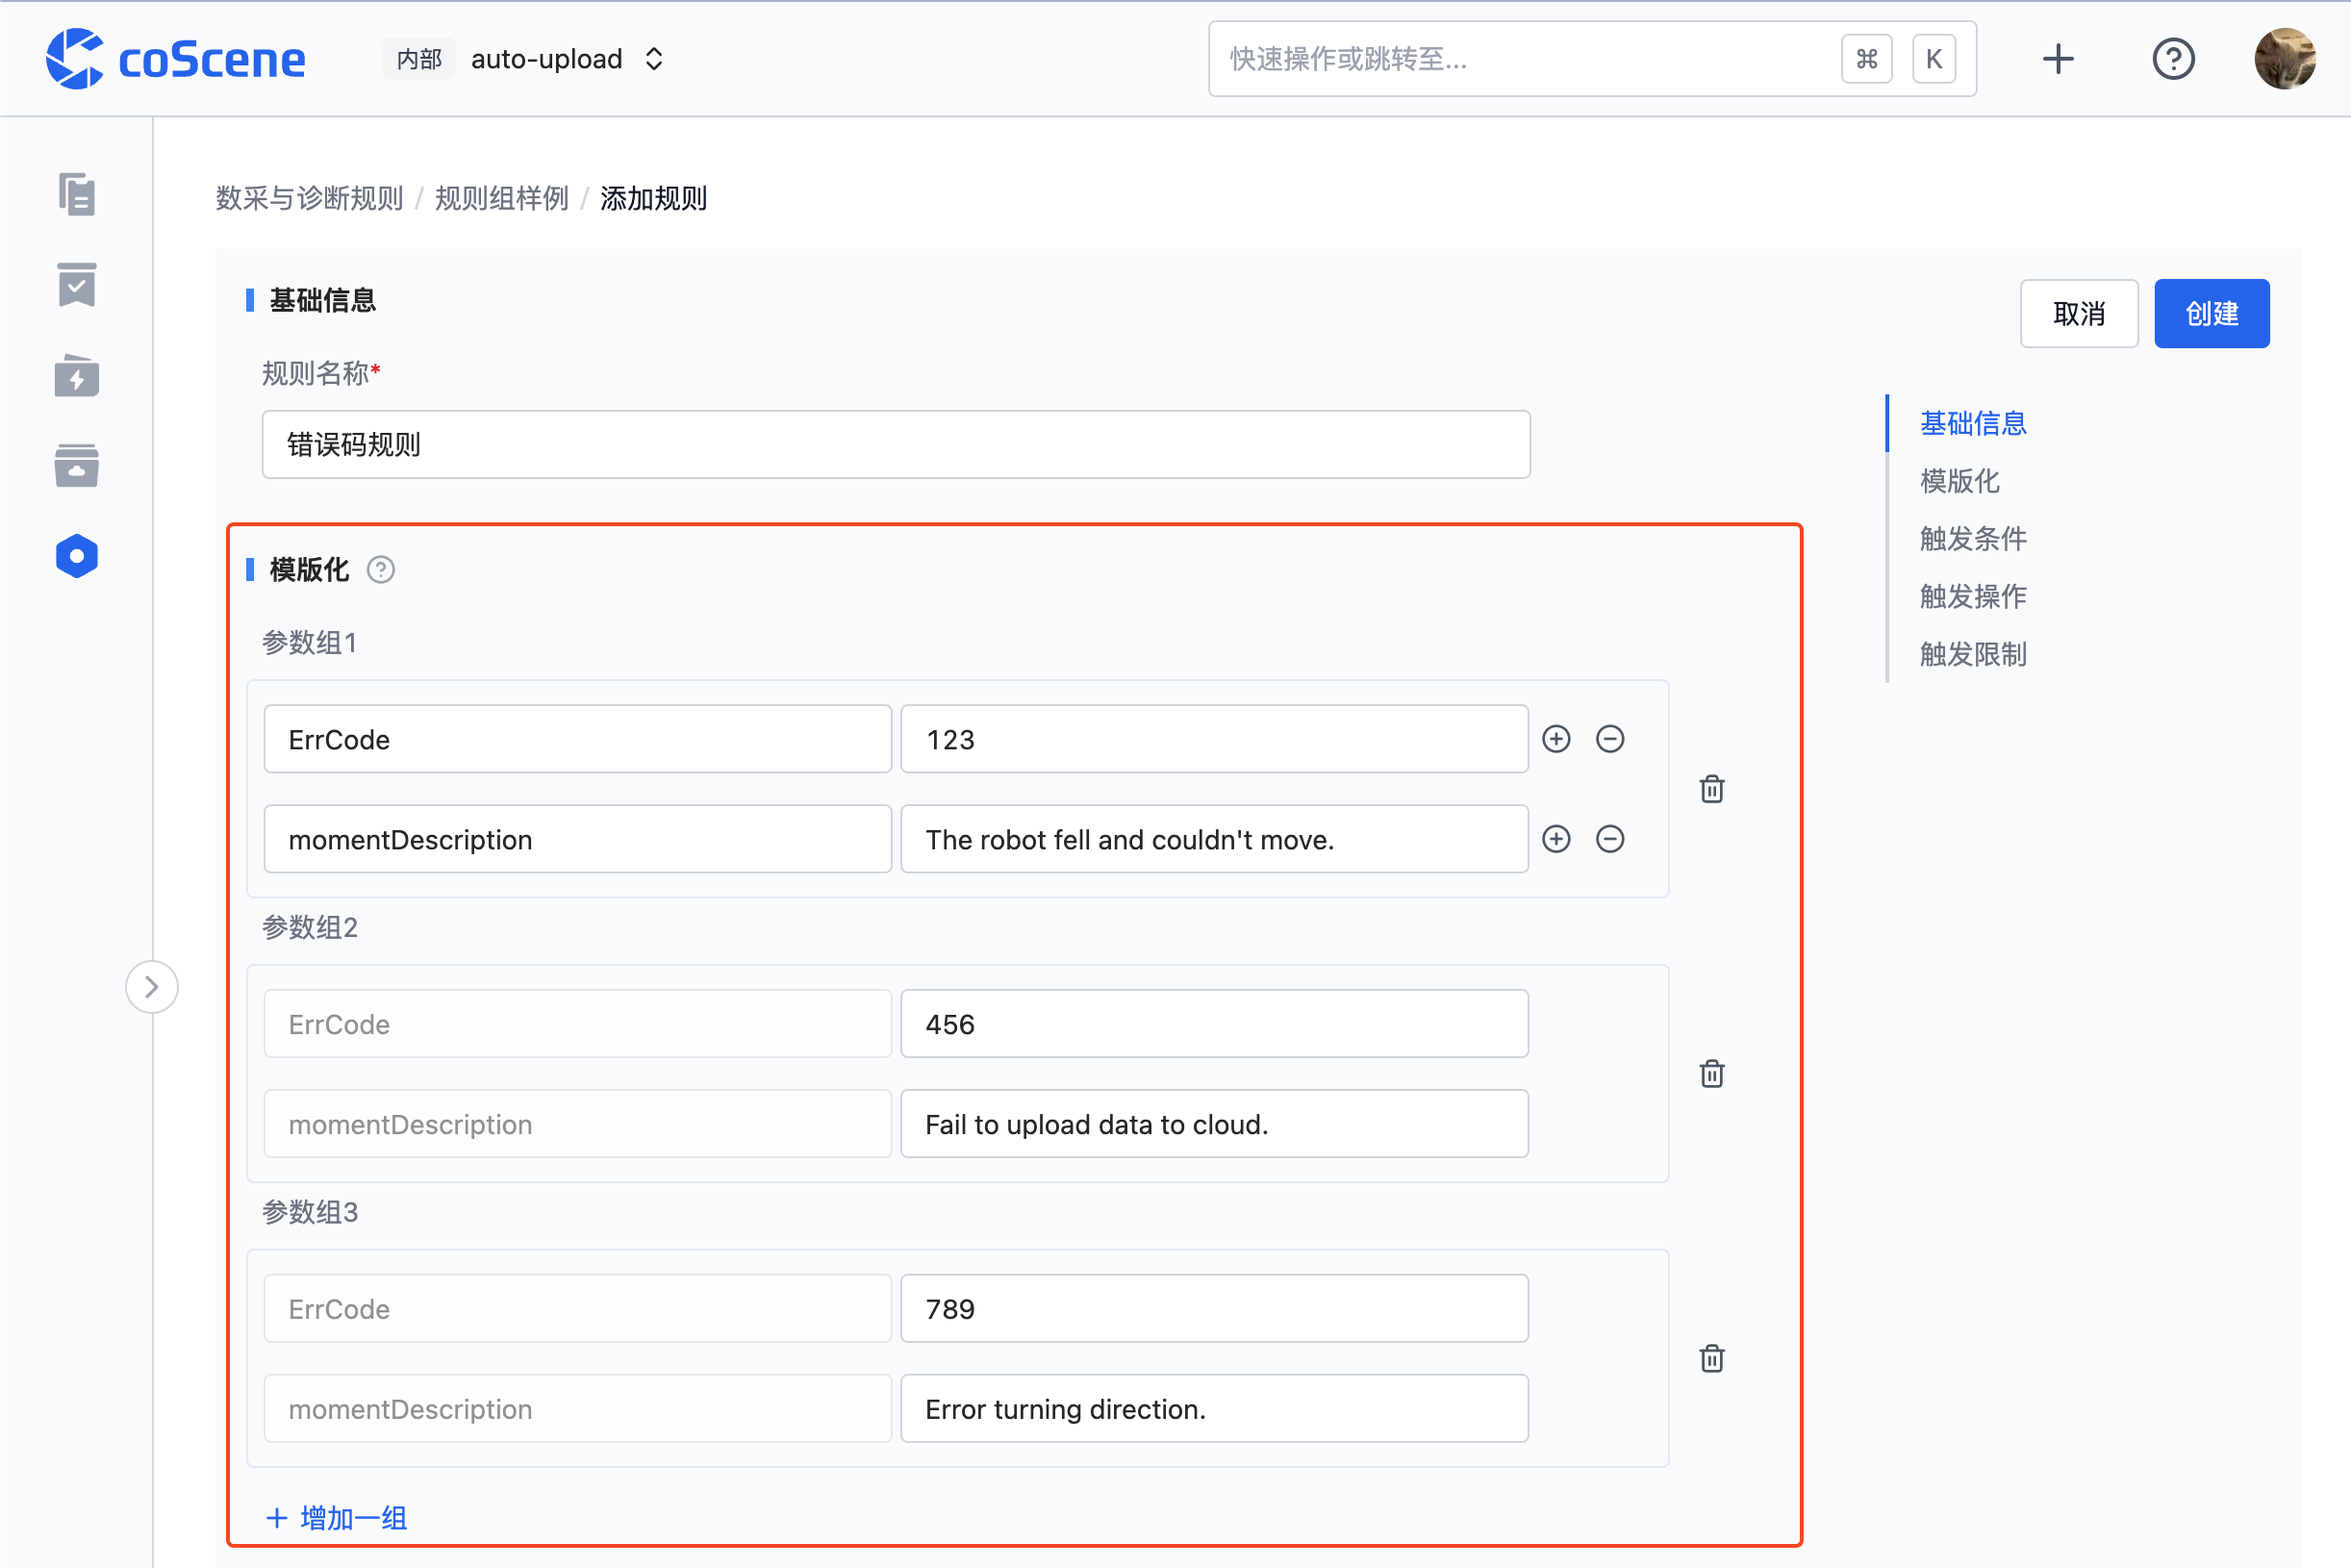 coScene 内部 auto-upload 快速操作或跳转至... ⌘ K
数采与诊断规则 / 规则组样例 / 添加规则
基础信息
取消 创建
规则名称*
错误码规则
基础信息
模版化
触发条件
触发操作
触发限制
模版化
参数组1
ErrCode 123
momentDescription The robot fell and couldn't move.
参数组2
ErrCode 456
momentDescription Fail to upload data to cloud.
参数组3
ErrCode 789
momentDescription Error turning direction.
+ 增加一组